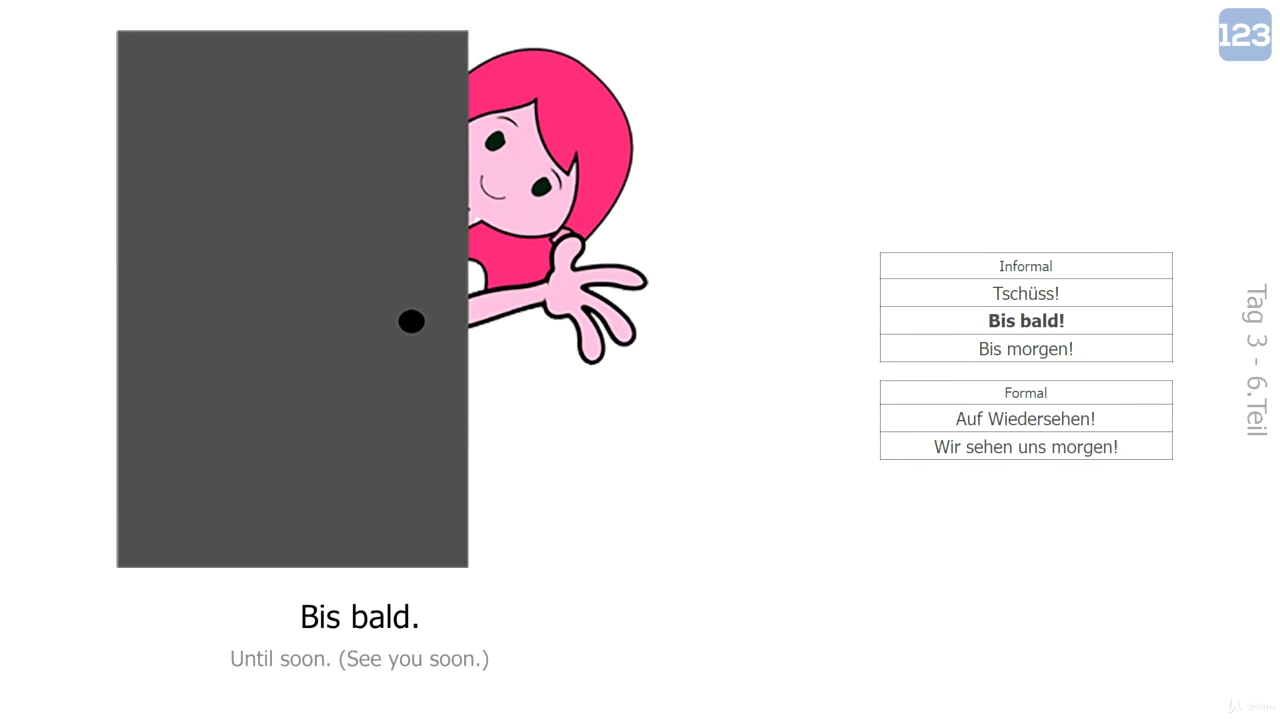 123
Informal
Tschüss!
Bis bald!
Bis morgen!
Formal
Auf Wiedersehen!
Wir sehen uns morgen!
Tag 3 - 6.Teil
Bis bald.
Until soon. (See you soon.)